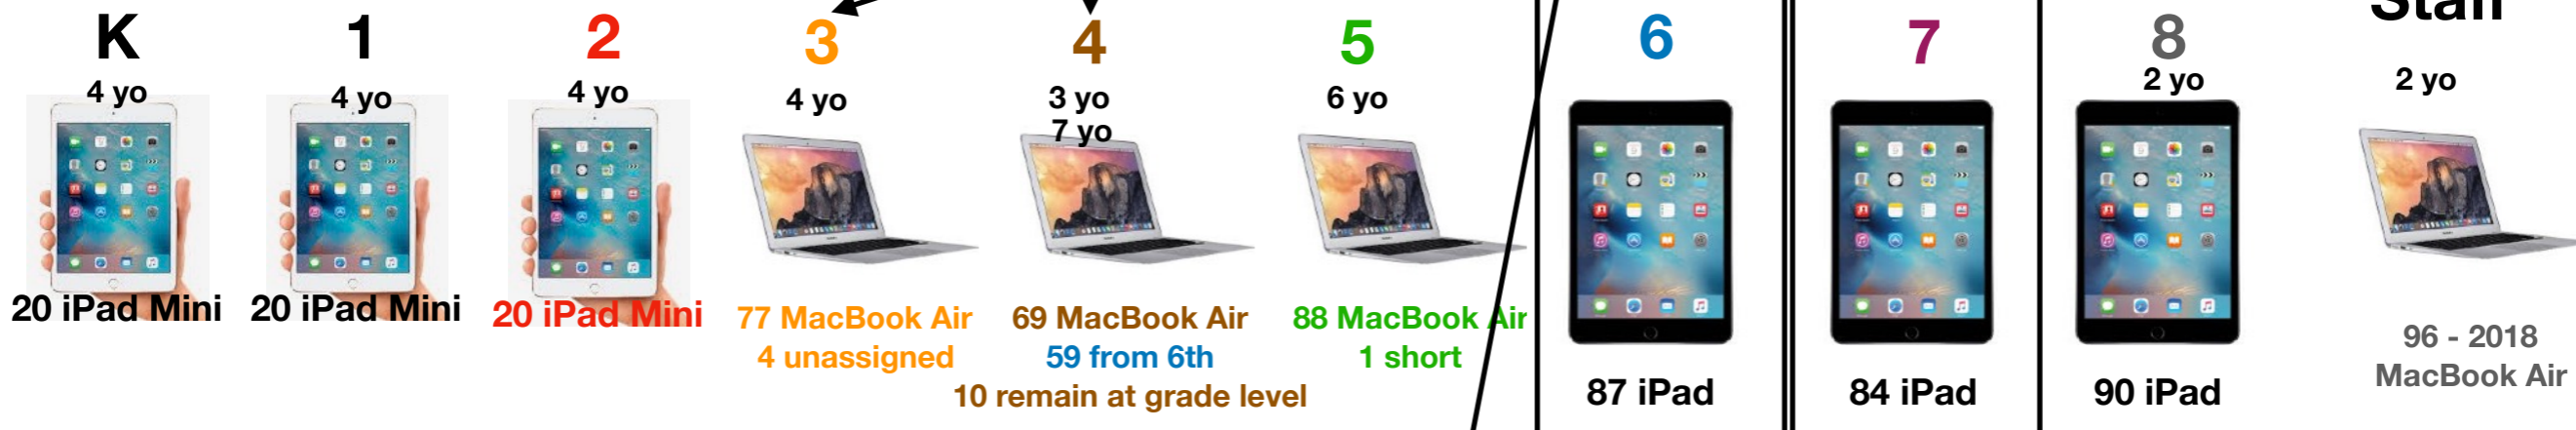 K
4 yo
20 iPad Mini
1
4 yo
20 iPad Mini
2
4 yo
20 iPad Mini
3
4 yo
77 MacBook Air
4 unassigned
4
3 yo
7 yo
69 MacBook Air
59 from 6th
10 remain at grade level
5
6 yo
88 MacBook Air
1 short
6
87 iPad
7
84 iPad
8
2 yo
90 iPad
Staff
2 yo
96 - 2018
MacBook Air